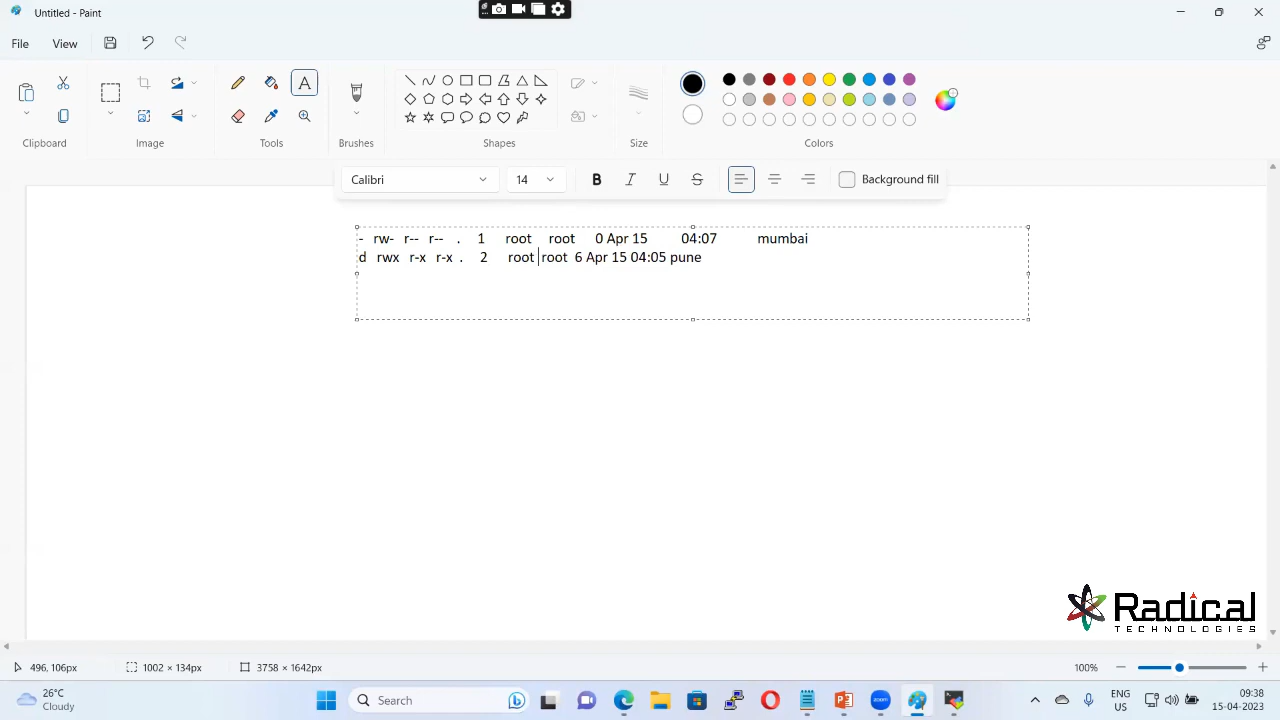 Untitled - Paint
File View
Clipboard Image Tools Brushes Shapes Size Colors
A
Calibri 14 B I U S Background fill
- rw- r-- r-- . 1 root root 0 Apr 15 04:07 mumbai
d rwx r-x r-x . 2 root root 6 Apr 15 04:05 pune
Radical
TECHNOLOGIES
496, 106px 1002 × 134px 3758 × 1642px 100%
26°C
Cloudy
Search
zoom
ENG
US
09:38
15-04-2023